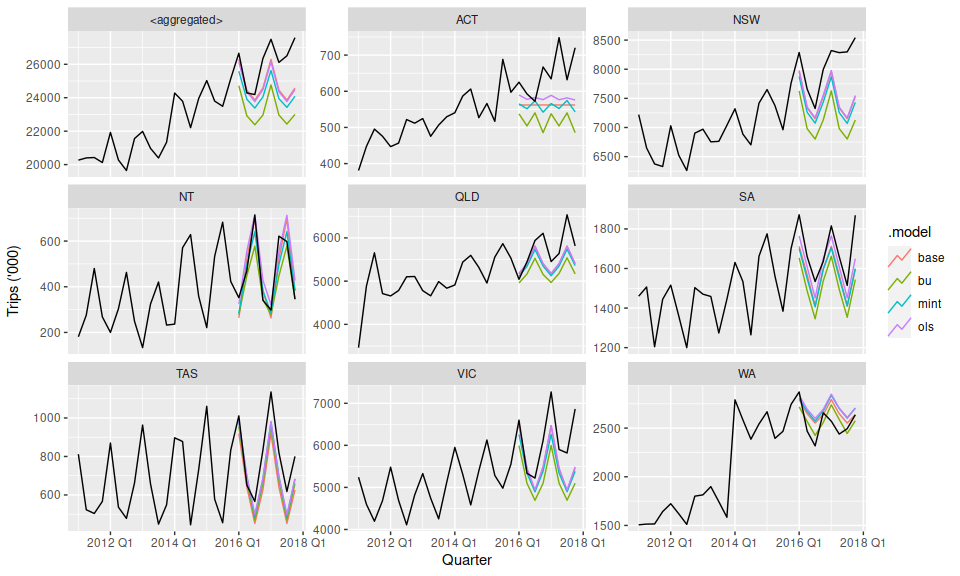 <aggregated>
ACT
NSW
26000
24000
22000
20000
700
600
500
400
8500
8000
7500
7000
6500
NT
QLD
SA
600
400
200
6000
5000
4000
1800
1600
1400
1200
TAS
VIC
WA
1000
800
600
7000
6000
5000
4000
2500
2000
1500
2012 Q1 2014 Q1 2016 Q1 2018 Q1
2012 Q1 2014 Q1 2016 Q1 2018 Q1
2012 Q1 2014 Q1 2016 Q1 2018 Q1
Quarter
Trips ('000)
.model
base
bu
mint
ols